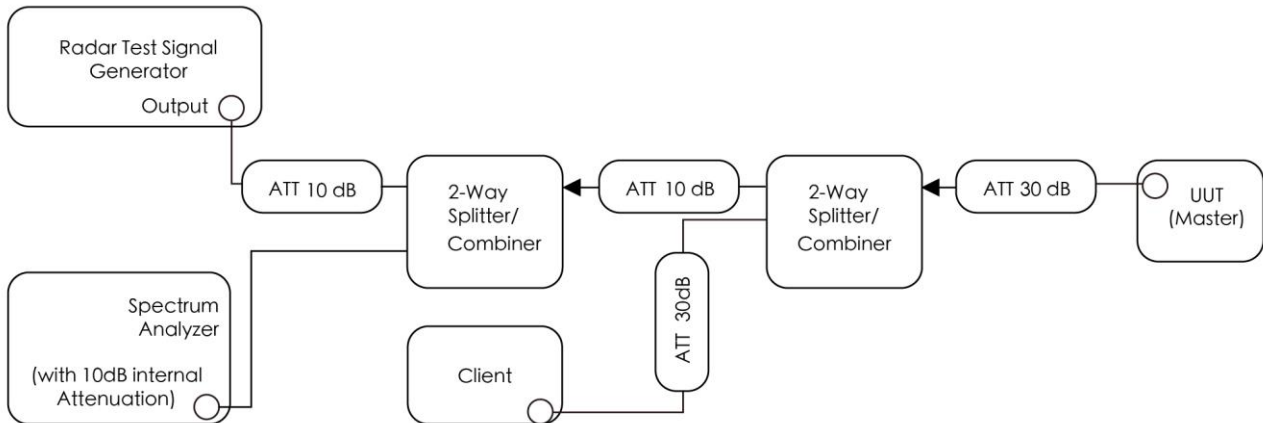 Radar Test Signal
Generator
Output
ATT 10 dB
2-Way
Splitter/
Combiner
ATT 10 dB
2-Way
Splitter/
Combiner
ATT 30 dB
UUT
(Master)
Spectrum
Analyzer
(with 10dB internal
Attenuation)
Client
ATT 30dB